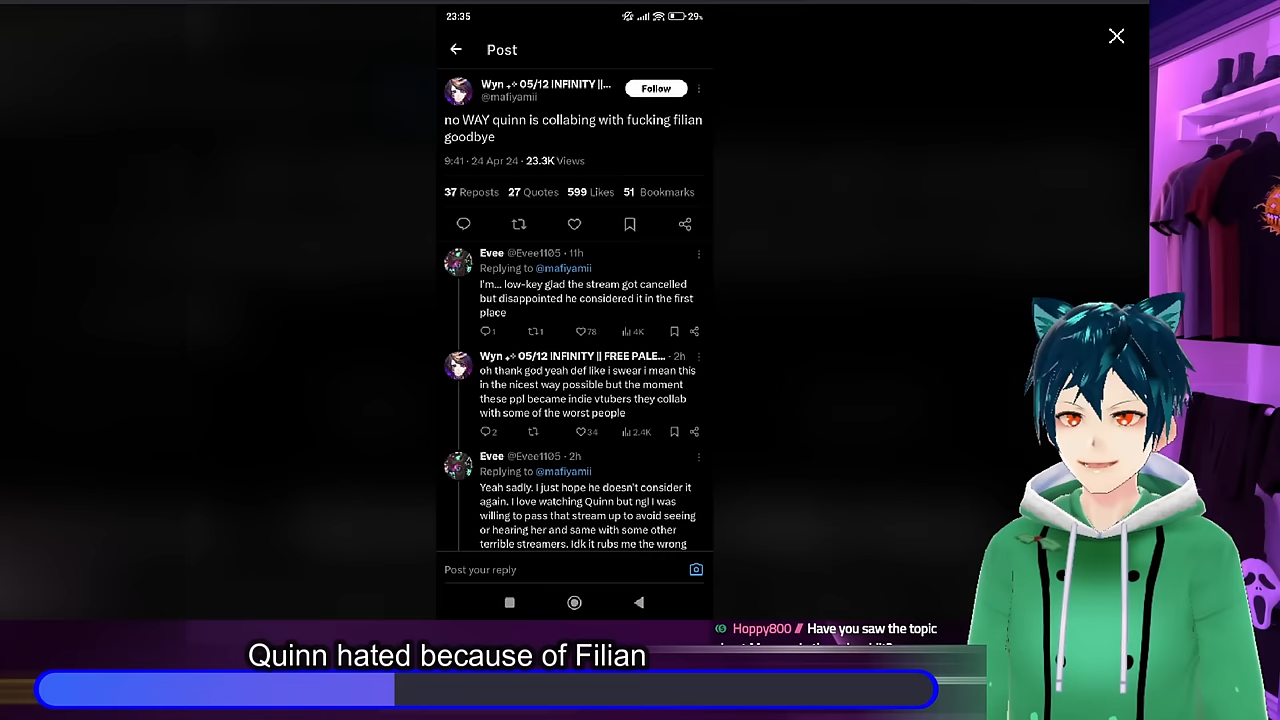 23:35
29%
Post
Wyn ₊⊹ 05/12 INFINITY ||...
@mafiyamii
Follow
no WAY quinn is collabing with fucking filian
goodbye
9:41 · 24 Apr 24 · 23.3K Views
37 Reposts 27 Quotes 599 Likes 51 Bookmarks
Evee @Evee1105 · 11h
Replying to @mafiyamii
I'm... low-key glad the stream got cancelled
but disappointed he considered it in the first
place
1 1 78 4K
Wyn ₊⊹ 05/12 INFINITY || FREE PALE... · 2h
oh thank god yeah def like i swear i mean this
in the nicest way possible but the moment
these ppl became indie vtubers they collab
with some of the worst people
2 34 2.4K
Evee @Evee1105 · 2h
Replying to @mafiyamii
Yeah sadly. I just hope he doesn't consider it
again. I love watching Quinn but ngl I was
willing to pass that stream up to avoid seeing
or hearing her and same with some other
terrible streamers. Idk it rubs me the wrong
Post your reply
Hoppy800 // Have you saw the topic
Quinn hated because of Filian